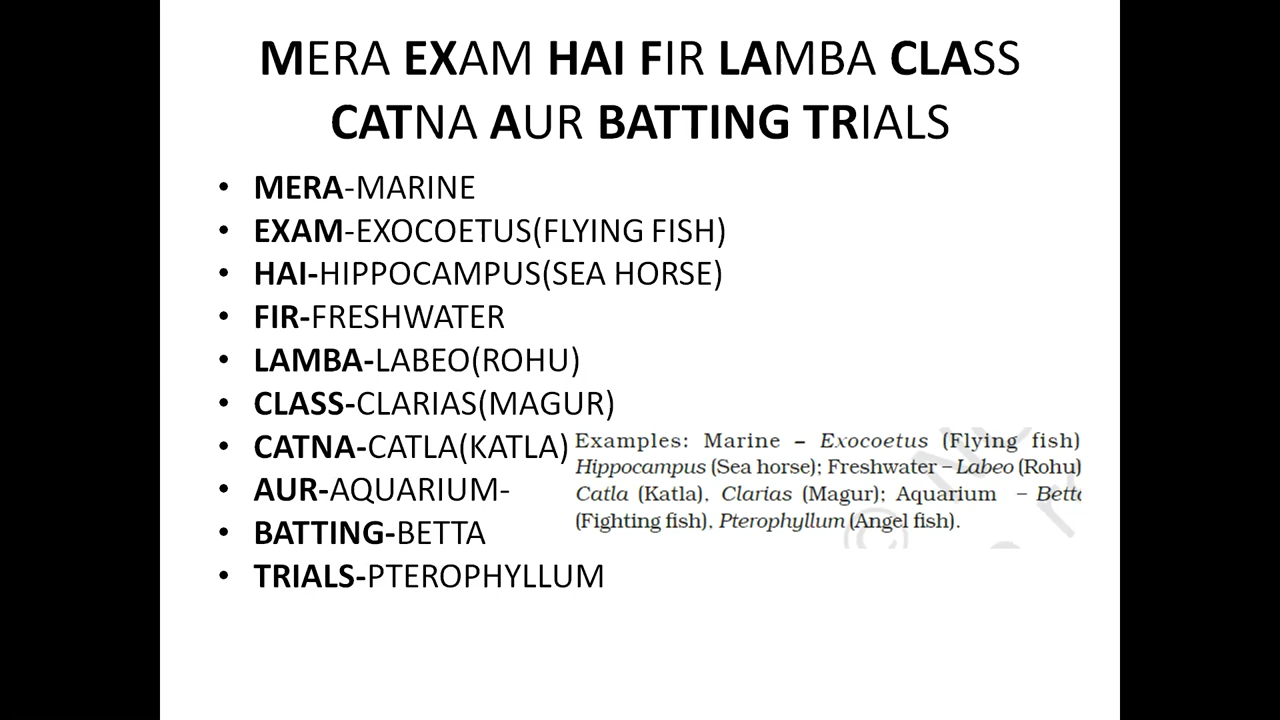 MERA EXAM HAI FIR LAMBA CLASS
CATNA AUR BATTING TRIALS
• MERA-MARINE
• EXAM-EXOCOETUS(FLYING FISH)
• HAI-HIPPOCAMPUS(SEA HORSE)
• FIR-FRESHWATER
• LAMBA-LABEO(ROHU)
• CLASS-CLARIAS(MAGUR)
• CATNA-CATLA(KATLA)
• AUR-AQUARIUM-
• BATTING-BETTA
• TRIALS-PTEROPHYLLUM
Examples: Marine – Exocoetus (Flying fish)
Hippocampus (Sea horse); Freshwater – Labeo (Rohu)
Catla (Katla), Clarias (Magur); Aquarium – Betta
(Fighting fish), Pterophyllum (Angel fish).